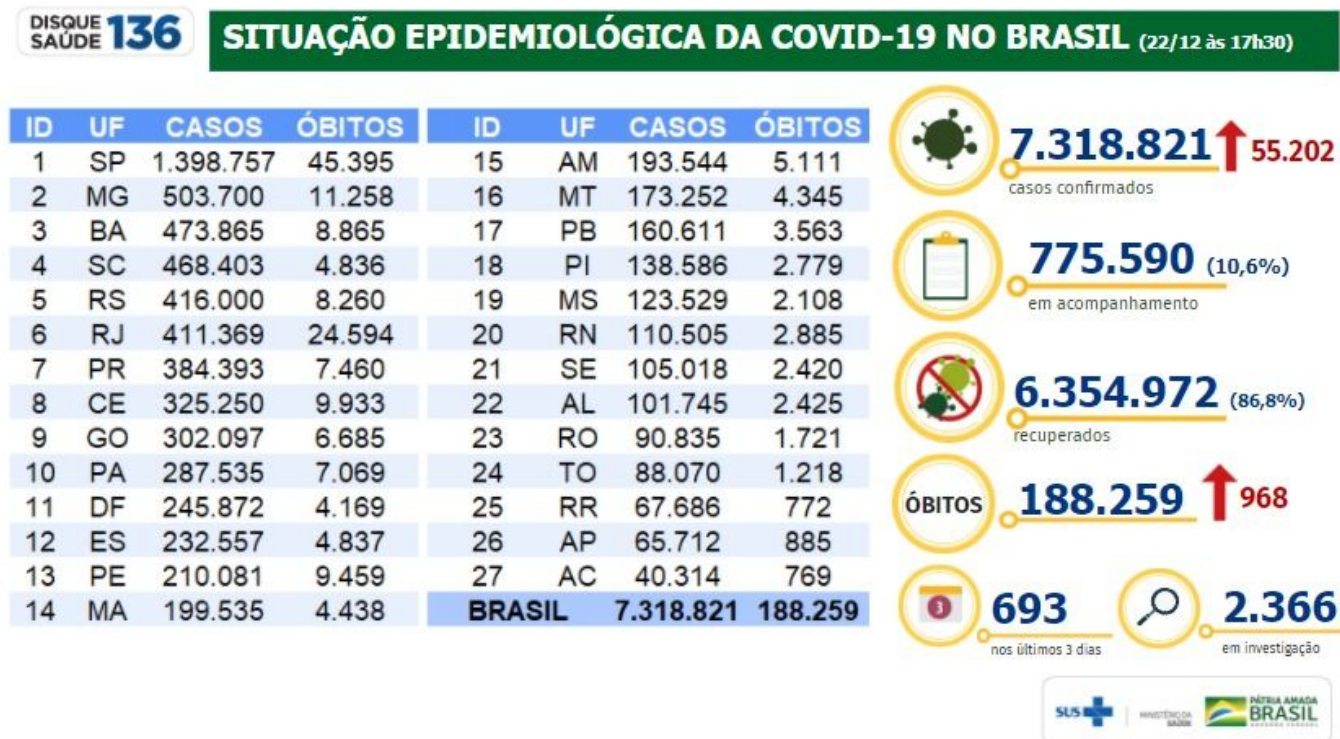 DISQUE
SAÚDE 136
SITUAÇÃO EPIDEMIOLÓGICA DA COVID-19 NO BRASIL (22/12 às 17h30)
ID UF CASOS ÓBITOS ID UF CASOS ÓBITOS
1 SP 1.398.757 45.395 15 AM 193.544 5.111
2 MG 503.700 11.258 16 MT 173.252 4.345
3 BA 473.865 8.865 17 PB 160.611 3.563
4 SC 468.403 4.836 18 PI 138.586 2.779
5 RS 416.000 8.260 19 MS 123.529 2.108
6 RJ 411.369 24.594 20 RN 110.505 2.885
7 PR 384.393 7.460 21 SE 105.018 2.420
8 CE 325.250 9.933 22 AL 101.745 2.425
9 GO 302.097 6.685 23 RO 90.835 1.721
10 PA 287.535 7.069 24 TO 88.070 1.218
11 DF 245.872 4.169 25 RR 67.686 772
12 ES 232.557 4.837 26 AP 65.712 885
13 PE 210.081 9.459 27 AC 40.314 769
14 MA 199.535 4.438 BRASIL 7.318.821 188.259
7.318.821 55.202
casos confirmados
775.590 (10,6%)
em acompanhamento
6.354.972 (86,8%)
recuperados
ÓBITOS 188.259 968
3 693
nos últimos 3 dias
2.366
em investigação
SUS
MINISTÉRIO DA
SAÚDE
PÁTRIA AMADA
BRASIL
GOVERNO FEDERAL